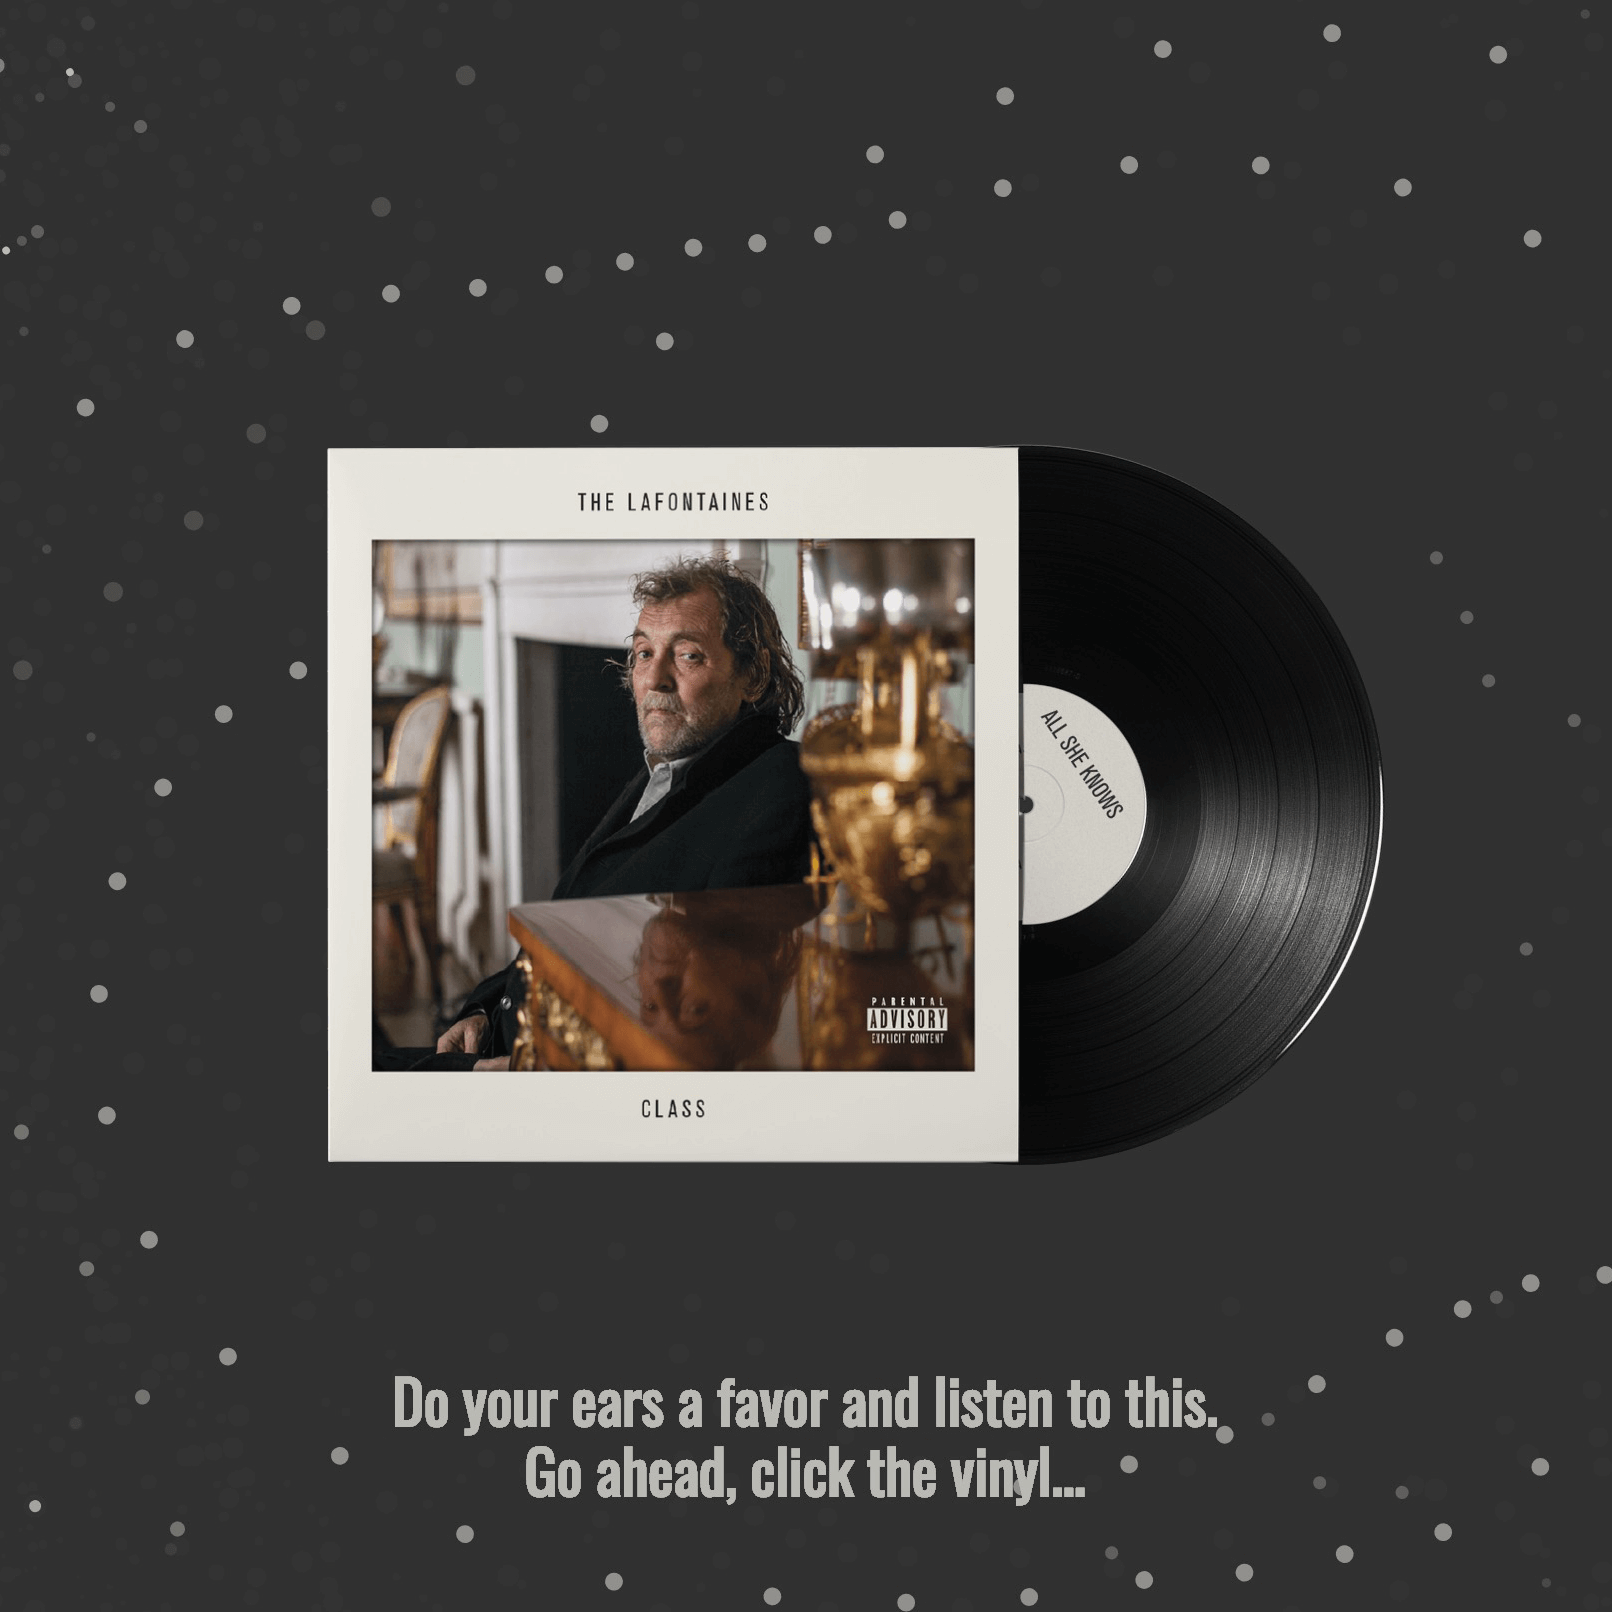 THE LAFONTAINES
ALL SHE KNOWS
PARENTAL
ADVISORY
EXPLICIT CONTENT
CLASS
Do your ears a favor and listen to this.
Go ahead, click the vinyl...